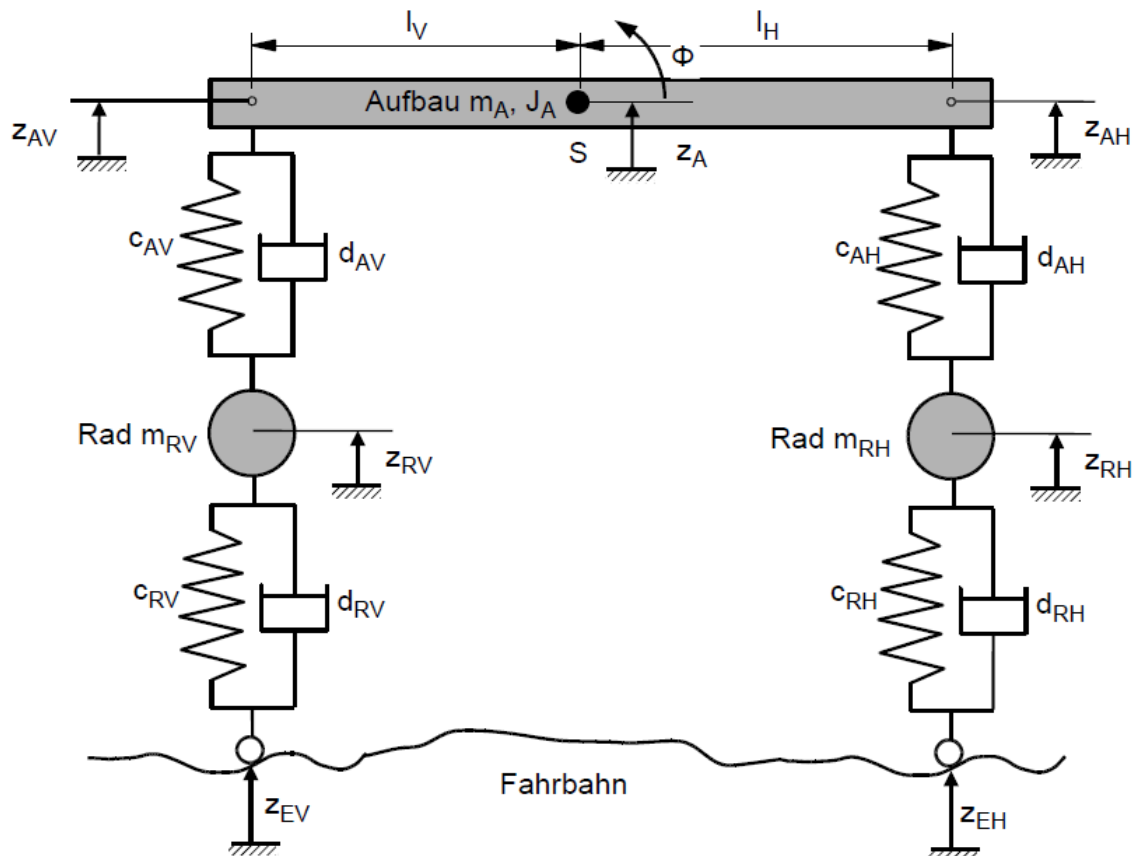 l_V l_H
Φ
Aufbau m_A, J_A
z_AV S z_A z_AH
c_AV d_AV c_AH d_AH
Rad m_RV Rad m_RH
z_RV z_RH
c_RV d_RV c_RH d_RH
Fahrbahn
z_EV z_EH